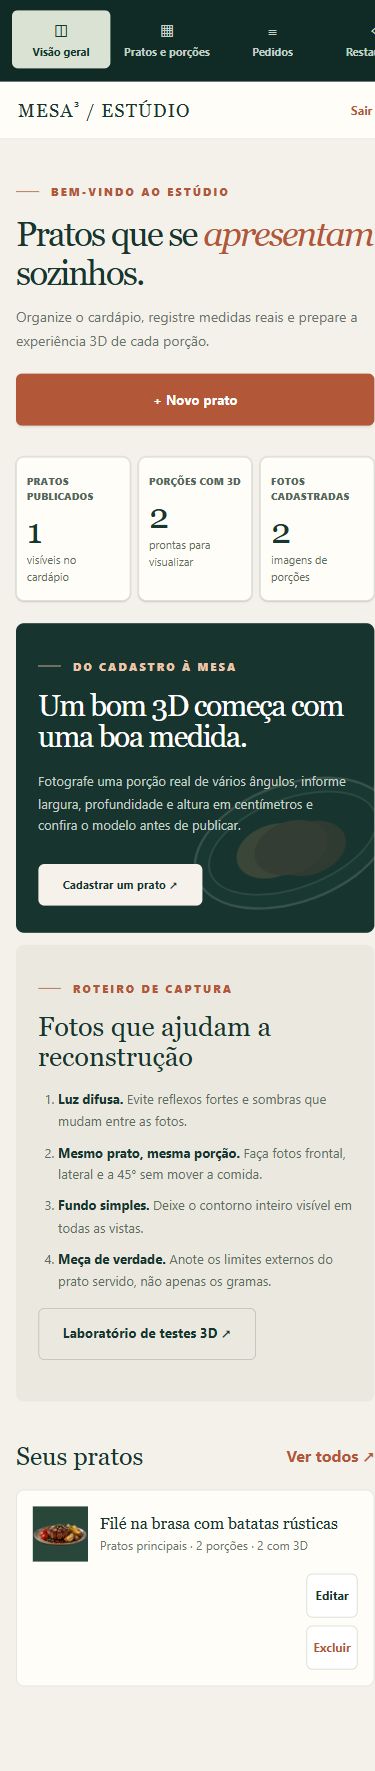 Visão geral
Pratos e porções
Pedidos
MESA³ / ESTÚDIO
Sair
BEM-VINDO AO ESTÚDIO
Pratos que se apresentam
sozinhos.
Organize o cardápio, registre medidas reais e prepare a
experiência 3D de cada porção.
+ Novo prato
PRATOS
PUBLICADOS
1
visíveis no
cardápio
PORÇÕES COM 3D
2
prontas para
visualizar
FOTOS
CADASTRADAS
2
imagens de
porções
DO CADASTRO À MESA
Um bom 3D começa com
uma boa medida.
Fotografe uma porção real de vários ângulos, informe
largura, profundidade e altura em centímetros e
confira o modelo antes de publicar.
Cadastrar um prato ↗
ROTEIRO DE CAPTURA
Fotos que ajudam a
reconstrução
1. Luz difusa. Evite reflexos fortes e sombras que
mudam entre as fotos.
2. Mesmo prato, mesma porção. Faça fotos frontal,
lateral e a 45° sem mover a comida.
3. Fundo simples. Deixe o contorno inteiro visível em
todas as vistas.
4. Meça de verdade. Anote os limites externos do
prato servido, não apenas os gramas.
Laboratório de testes 3D ↗
Seus pratos
Ver todos ↗
Filé na brasa com batatas rústicas
Pratos principais · 2 porções · 2 com 3D
Editar
Excluir